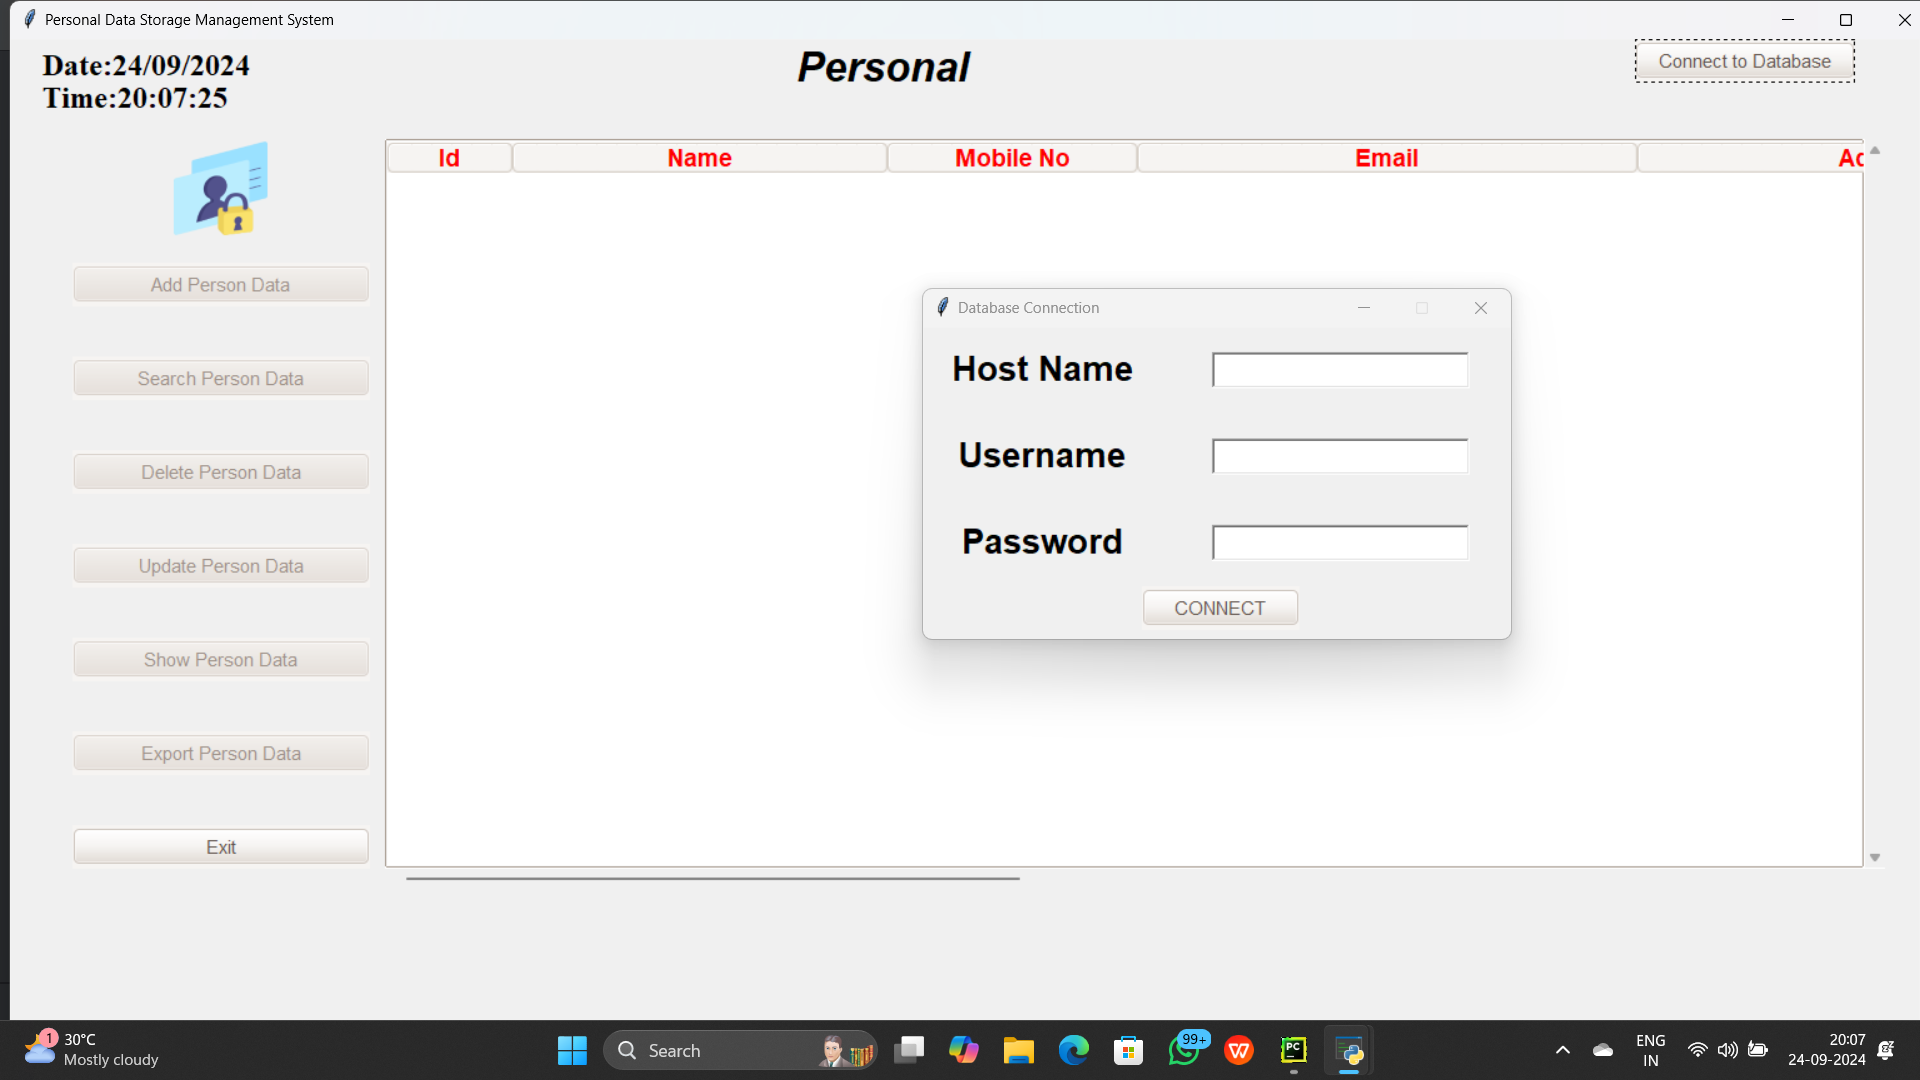 Personal Data Storage Management System
Date:24/09/2024
Time:20:07:25
Personal
Connect to Database
Id Name Mobile No Email Ad
Add Person Data
Search Person Data
Delete Person Data
Update Person Data
Show Person Data
Export Person Data
Exit
Database Connection
Host Name
Username
Password
CONNECT
1
30°C
Mostly cloudy
Search
99+
PC
ENG
IN
20:07
24-09-2024